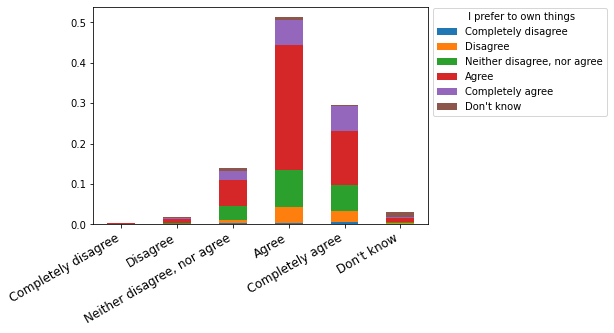 I prefer to own things
Completely disagree
Disagree
Neither disagree, nor agree
Agree
Completely agree
Don't know
0.5
0.4
0.3
0.2
0.1
0.0
Completely disagree
Disagree
Neither disagree, nor agree
Agree
Completely agree
Don't know